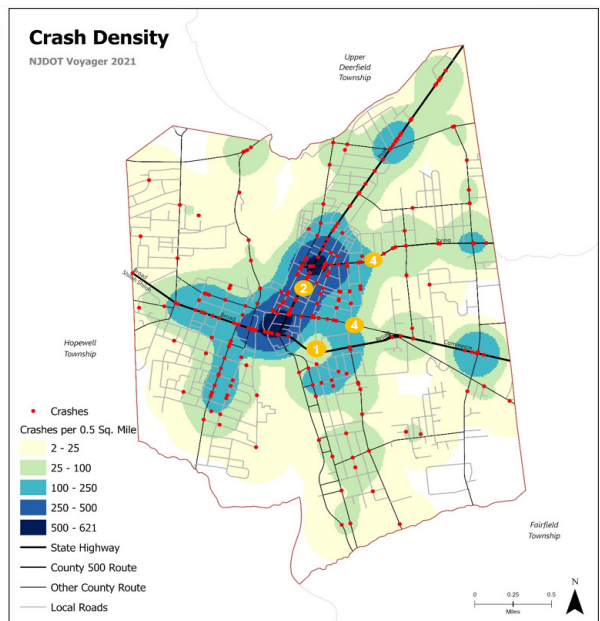 Crash Density
NJDOT Voyager 2021
Upper
Deerfield
Township
Irving
4
2
Broad
Broad
4
1
Commerce
Hopewell
Township
Crashes
Crashes per 0.5 Sq. Mile
2 - 25
25 - 100
100 - 250
250 - 500
500 - 621
State Highway
County 500 Route
Other County Route
Local Roads
Fairfield
Township
N
0 0.25 0.5
Miles